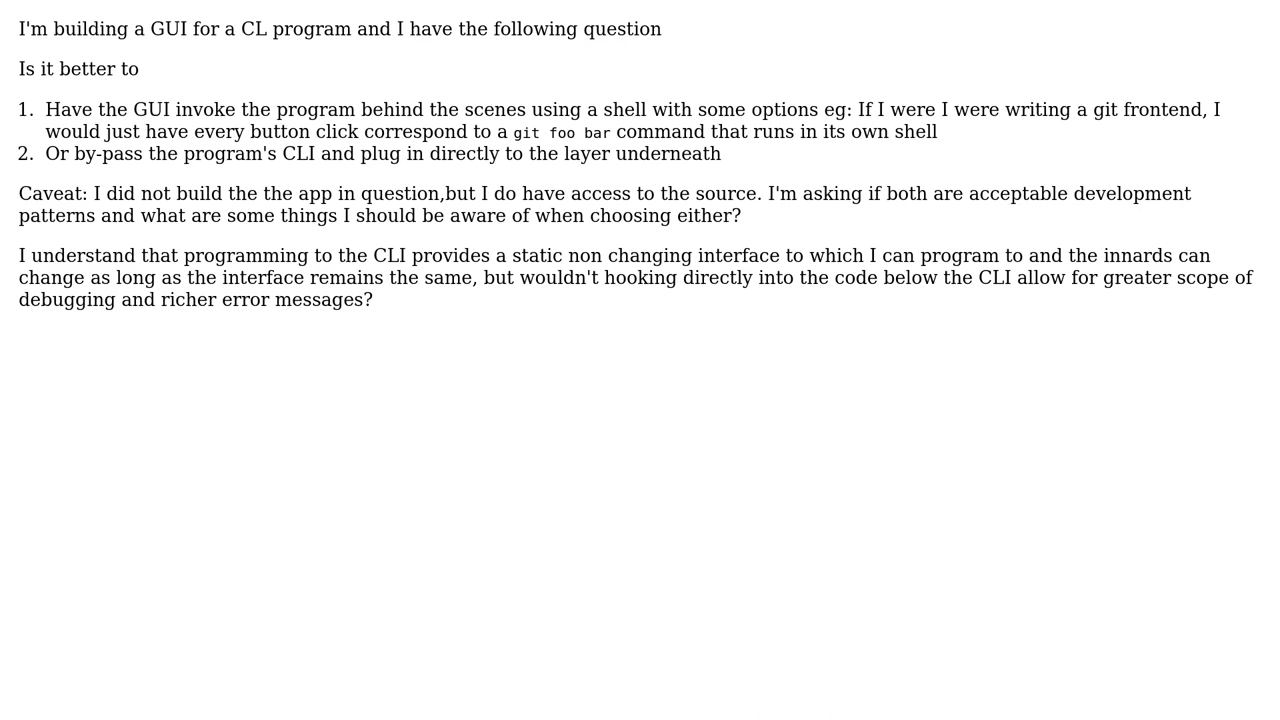 I'm building a GUI for a CL program and I have the following question
Is it better to
1. Have the GUI invoke the program behind the scenes using a shell with some options eg: If I were I were writing a git frontend, I
would just have every button click correspond to a git foo bar command that runs in its own shell
2. Or by-pass the program's CLI and plug in directly to the layer underneath
Caveat: I did not build the the app in question,but I do have access to the source. I'm asking if both are acceptable development
patterns and what are some things I should be aware of when choosing either?
I understand that programming to the CLI provides a static non changing interface to which I can program to and the innards can
change as long as the interface remains the same, but wouldn't hooking directly into the code below the CLI allow for greater scope of
debugging and richer error messages?